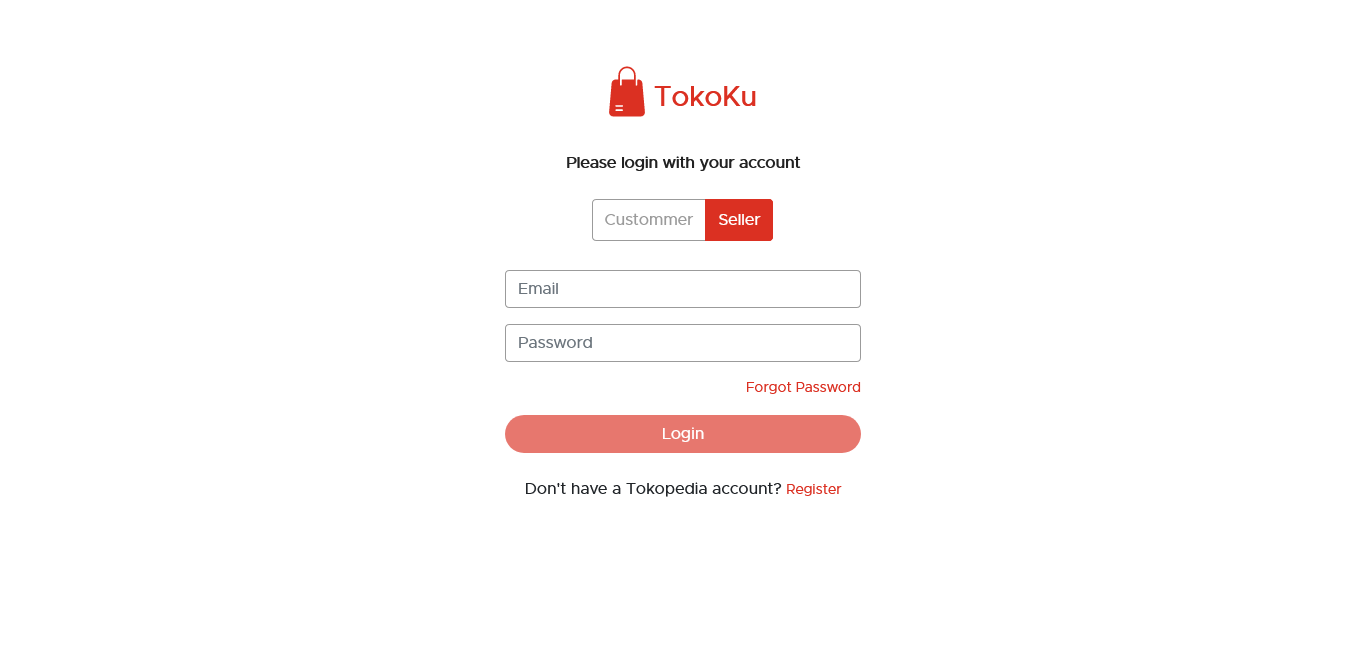 TokoKu
Please login with your account
Custommer Seller
Email
Password
Forgot Password
Login
Don't have a Tokopedia account? Register